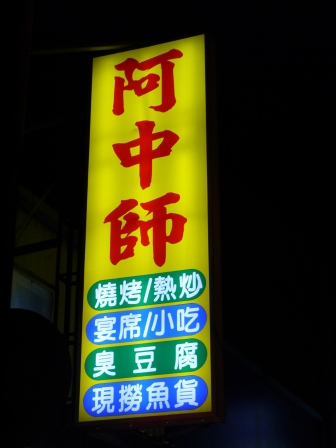 阿中師
燒烤/熱炒
宴席/小吃
臭豆腐
現撈魚貨